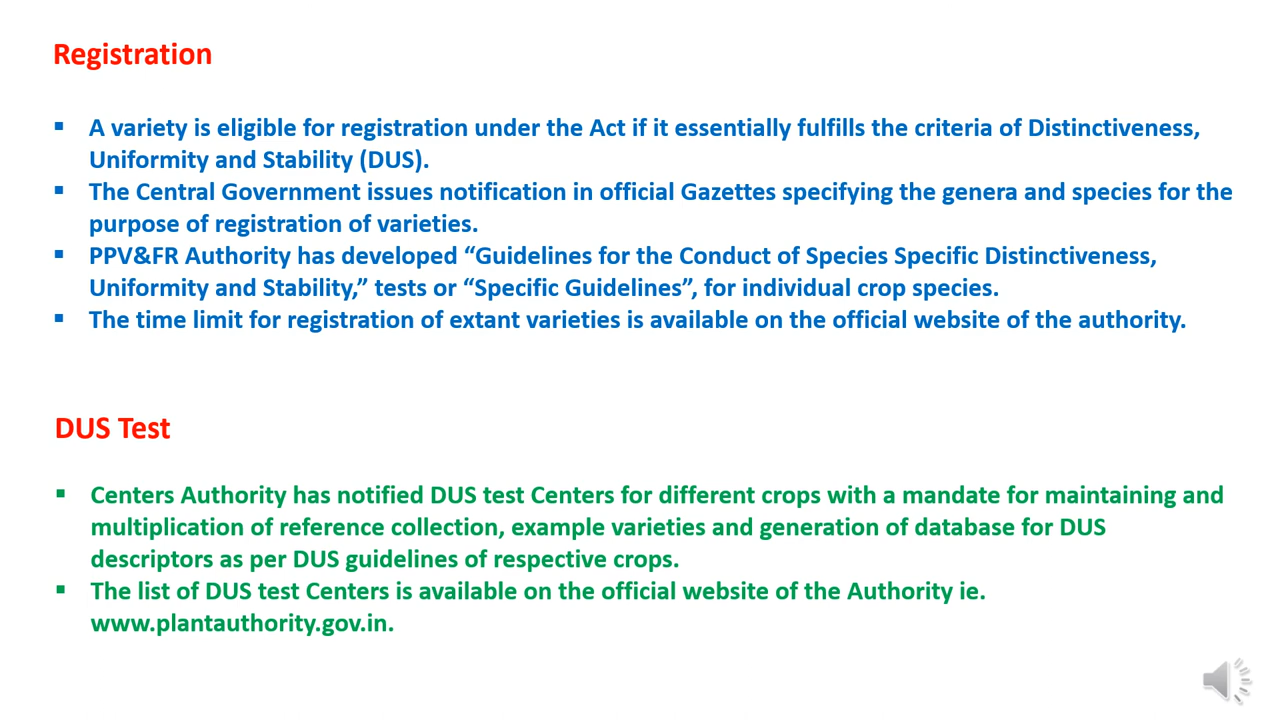 Registration
▪ A variety is eligible for registration under the Act if it essentially fulfills the criteria of Distinctiveness,
Uniformity and Stability (DUS).
▪ The Central Government issues notification in official Gazettes specifying the genera and species for the
purpose of registration of varieties.
▪ PPV&FR Authority has developed “Guidelines for the Conduct of Species Specific Distinctiveness,
Uniformity and Stability,” tests or “Specific Guidelines”, for individual crop species.
▪ The time limit for registration of extant varieties is available on the official website of the authority.
DUS Test
▪ Centers Authority has notified DUS test Centers for different crops with a mandate for maintaining and
multiplication of reference collection, example varieties and generation of database for DUS
descriptors as per DUS guidelines of respective crops.
▪ The list of DUS test Centers is available on the official website of the Authority ie.
www.plantauthority.gov.in.